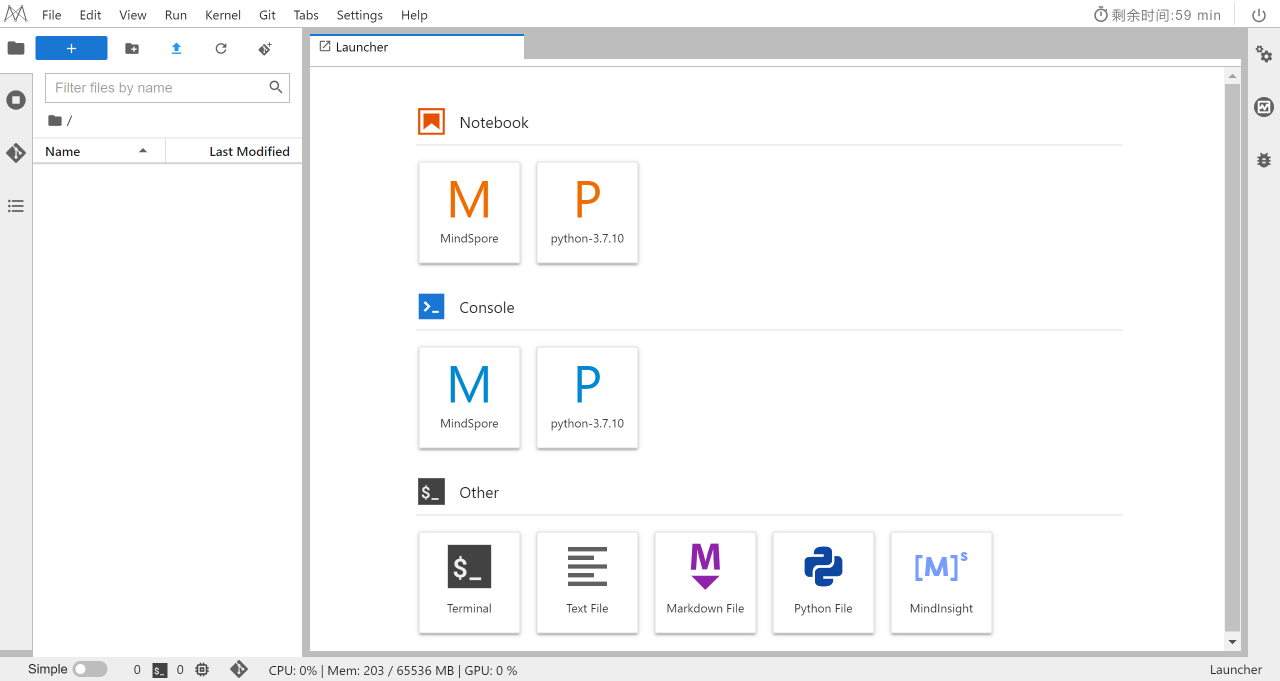 File Edit View Run Kernel Git Tabs Settings Help
剩余时间:59 min
+
Launcher
Filter files by name
/
Name Last Modified
Notebook
M P
MindSpore python-3.7.10
Console
M P
MindSpore python-3.7.10
$_ Other
$_ M [M]s
Terminal Text File Markdown File Python File MindInsight
Simple 0 $_ 0 CPU: 0% | Mem: 203 / 65536 MB | GPU: 0 % Launcher